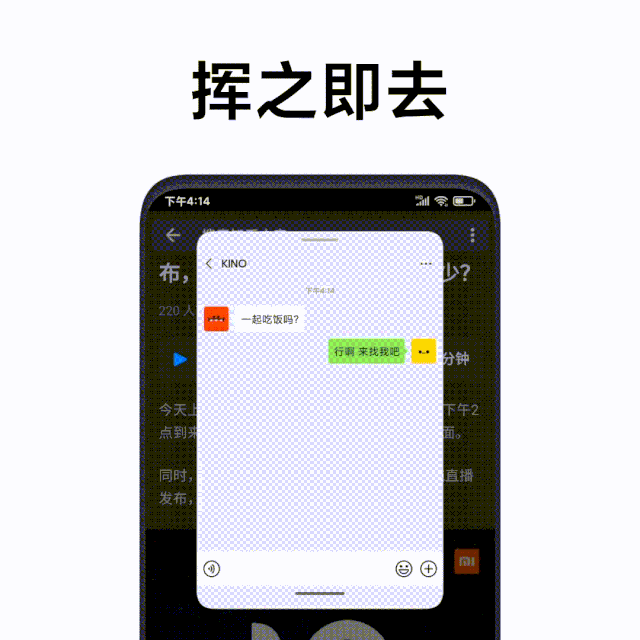 挥之即去
下午4:14
布，
少？
220 人
KINO
下午4:14
一起吃饭吗?
行啊 来找我吧
分钟
今天上
下午2
点到来
面。
同时，
直播
发布，